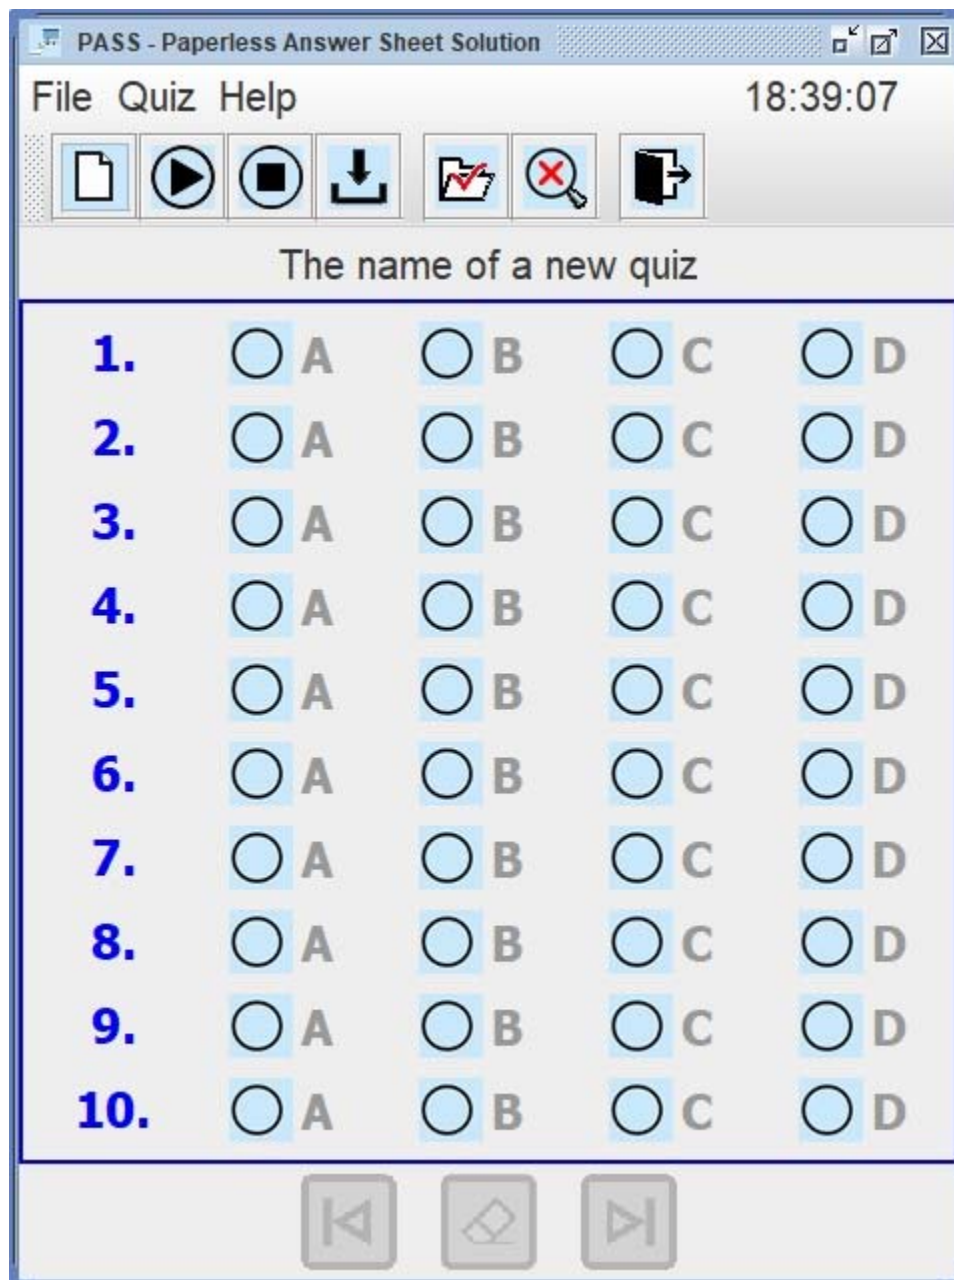 PASS - Paperless Answer Sheet Solution
File Quiz Help 18:39:07
The name of a new quiz
1. A B C D
2. A B C D
3. A B C D
4. A B C D
5. A B C D
6. A B C D
7. A B C D
8. A B C D
9. A B C D
10. A B C D